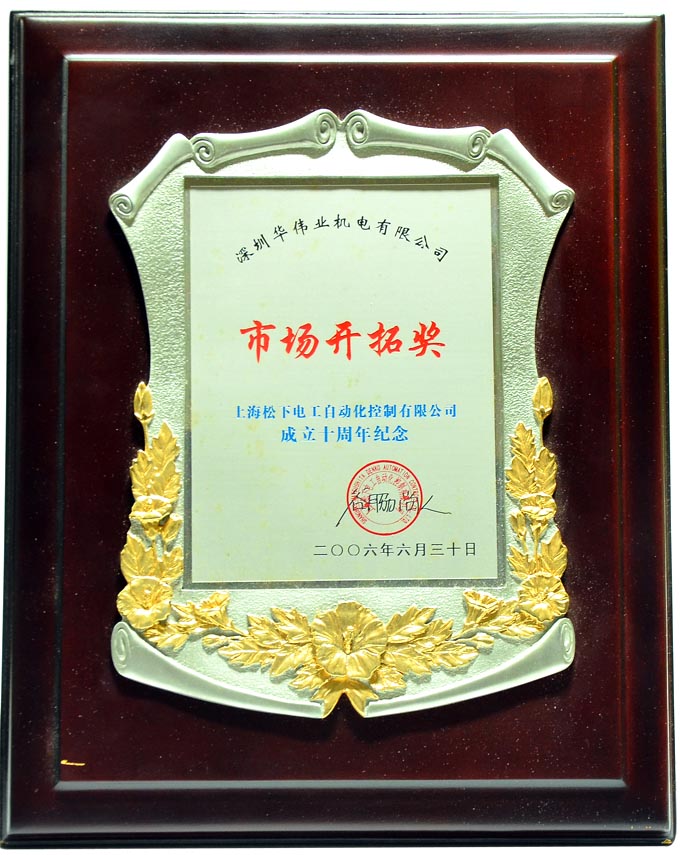 深圳华伟业机电有限公司
市场开拓奖
上海松下电工自动化控制有限公司
成立十周年纪念
二〇〇六年六月三十日